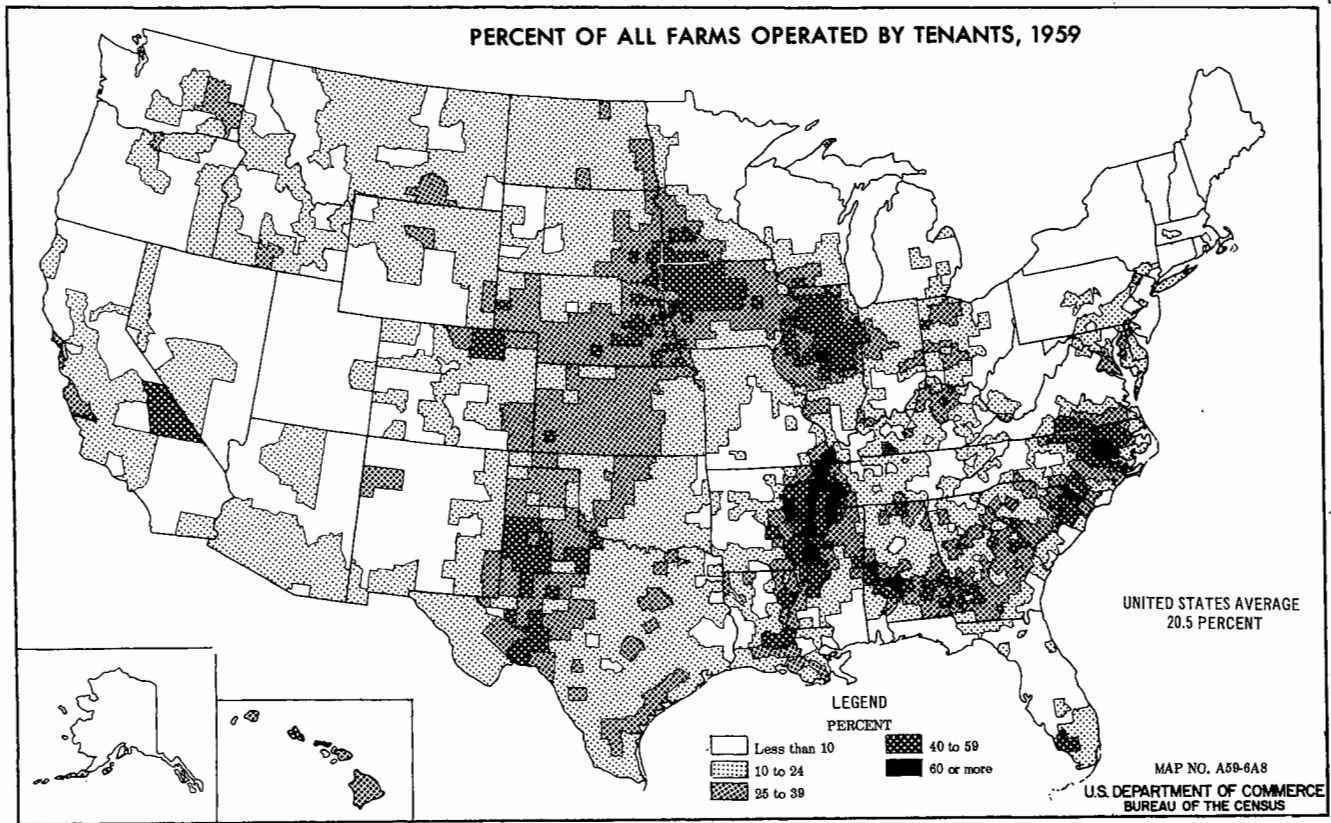 PERCENT OF ALL FARMS OPERATED BY TENANTS, 1959
UNITED STATES AVERAGE
20.5 PERCENT
LEGEND
PERCENT
Less than 10
10 to 24
25 to 39
40 to 59
60 or more
MAP NO. A59-6A8
U.S. DEPARTMENT OF COMMERCE
BUREAU OF THE CENSUS